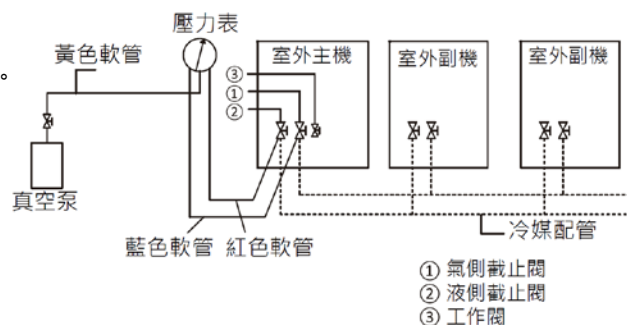 。
壓力表
黃色軟管
室外主機
室外副機
室外副機
③
①
②
真空泵
藍色軟管 紅色軟管
冷媒配管
① 氣側截止閥
② 液側截止閥
③ 工作閥